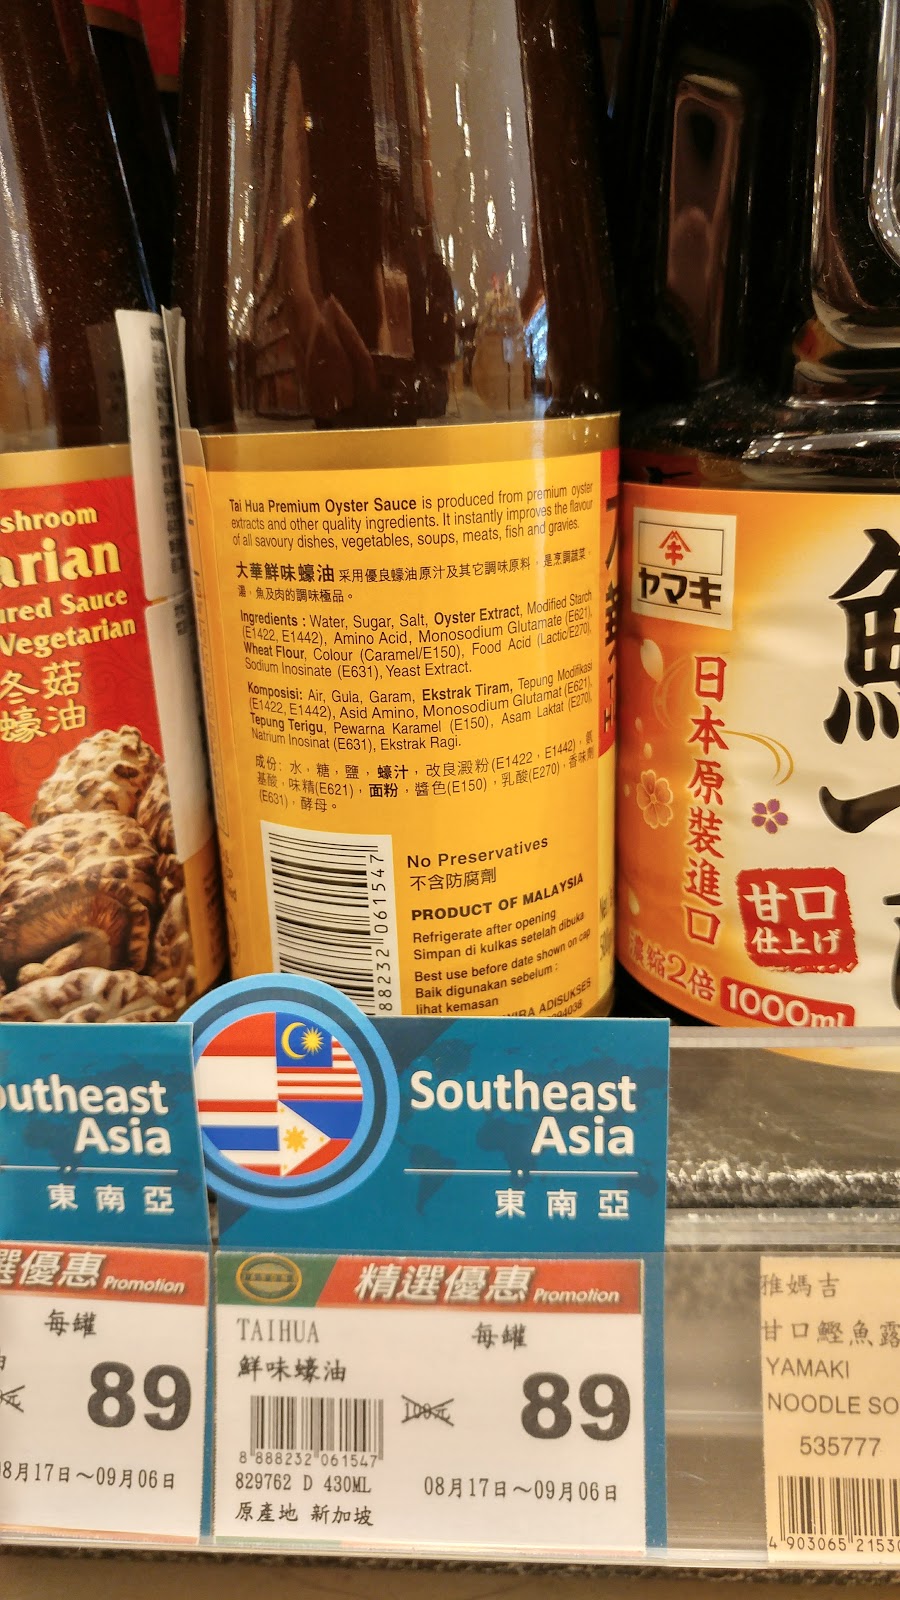 shroom
arian
ured Sauce
Vegetarian
冬菇
蠔油
Tai Hua Premium Oyster Sauce is produced from premium oyster
extracts and other quality ingredients. It instantly improves the flavour
of all savoury dishes, vegetables, soups, meats, fish and gravies.
大華鮮味蠔油 采用優良蠔油原汁及其它調味原料，是烹調蔬菜，
湯，魚及肉的調味極品。
Ingredients : Water, Sugar, Salt, Oyster Extract, Modified Starch
(E1422, E1442), Amino Acid, Monosodium Glutamate (E621),
Wheat Flour, Colour (Caramel/E150), Food Acid (Lactic/E270),
Sodium Inosinate (E631), Yeast Extract.
Komposisi: Air, Gula, Garam, Ekstrak Tiram, Tepung Modifikasi
(E1422, E1442), Asid Amino, Monosodium Glutamat (E621),
Tepung Terigu, Pewarna Karamel (E150), Asam Laktat (E270),
Natrium Inosinat (E631), Ekstrak Ragi.
成份: 水，糖，鹽，蠔汁，改良澱粉(E1422，E1442)，氨
基酸，味精(E621)，面粉，醬色(E150)，乳酸(E270)，香味劑
(E631)，酵母。
88232 061547
No Preservatives
不含防腐劑
PRODUCT OF MALAYSIA
Refrigerate after opening
Simpan di kulkas setelah dibuka
Best use before date shown on cap
Baik digunakan sebelum :
lihat kemasan
WIRA ADISUKSES
ヤマキ
日本原裝進口
甘口
仕上げ
濃縮2倍
1000ml
outheast
Asia
東南亞
Southeast
Asia
東南亞
選優惠 Promotion
每罐
89
08月17日～09月06日
精選優惠 Promotion
TAIHUA
每罐
鮮味蠔油
109元
89
8 888232 061547
829762 D 430ML
08月17日～09月06日
原產地 新加坡
雅媽吉
甘口鰹魚露
YAMAKI
NOODLE SO
535777
4 903065 21530